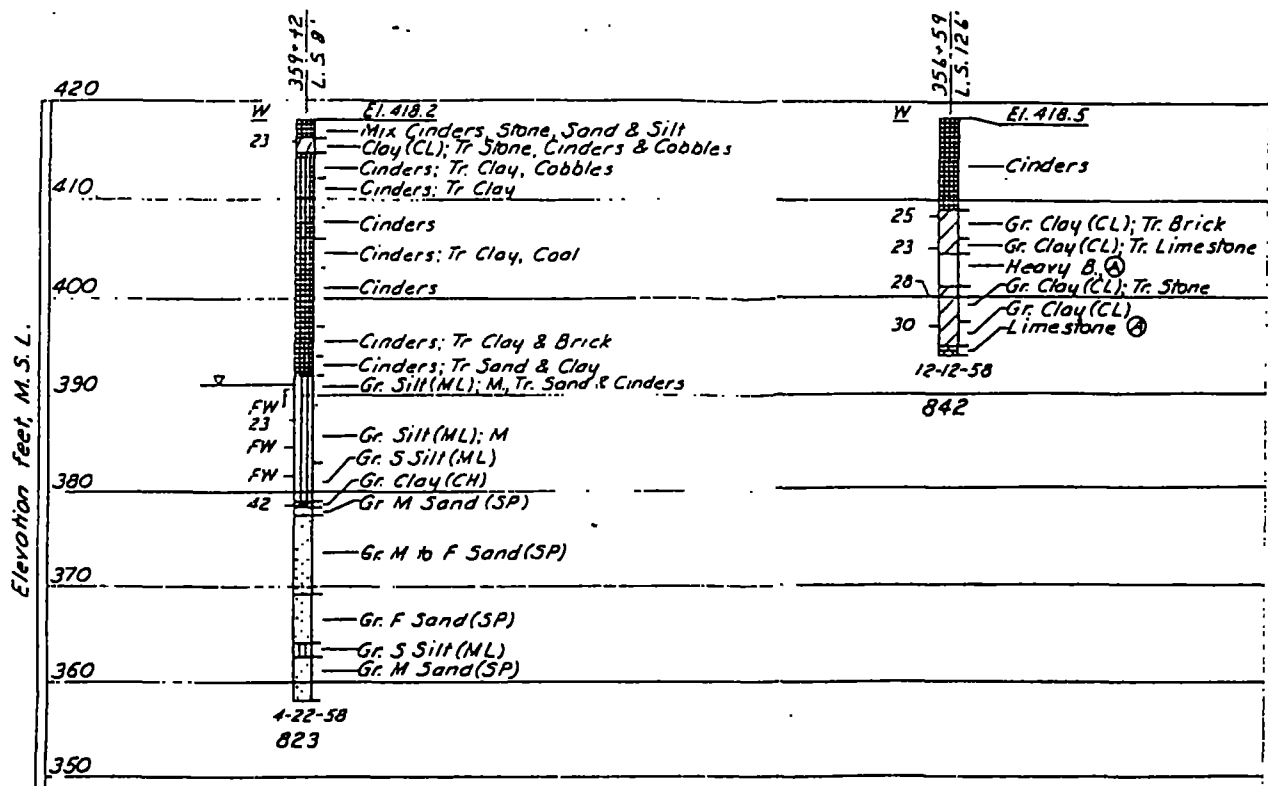 359+42
L.S 8'
356+59
L.S. 126'
Elevation feet, M.S.L.
420
410
400
390
380
370
360
350
W
El. 418.2
23
Mix Cinders, Stone, Sand & Silt
Clay (CL); Tr Stone, Cinders & Cobbles
Cinders; Tr. Clay, Cobbles
Cinders; Tr Clay
Cinders
Cinders; Tr Clay, Coal
Cinders
Cinders; Tr Clay & Brick
Cinders; Tr Sand & Clay
Gr. Silt (ML); M, Tr. Sand & Cinders
FW
23
Gr. Silt (ML); M
FW
Gr. S Silt (ML)
FW
Gr. Clay (CH)
42
Gr M Sand (SP)
Gr. M to F Sand (SP)
Gr. F Sand (SP)
Gr. S Silt (ML)
Gr. M Sand (SP)
4-22-58
823
W
El. 418.5
Cinders
25
Gr. Clay (CL); Tr. Brick
23
Gr. Clay (CL); Tr. Limestone
Heavy B. Ⓐ
28
Gr. Clay (CL); Tr. Stone
Gr. Clay (CL)
30
Limestone Ⓐ
12-12-58
842